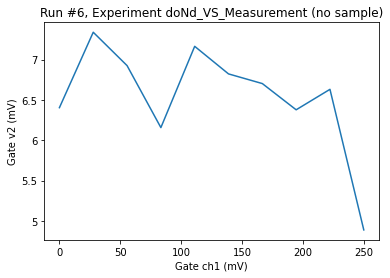 Run #6, Experiment doNd_VS_Measurement (no sample)
Gate v2 (mV)
7
6.5
6
5.5
5
0 50 100 150 200 250
Gate ch1 (mV)